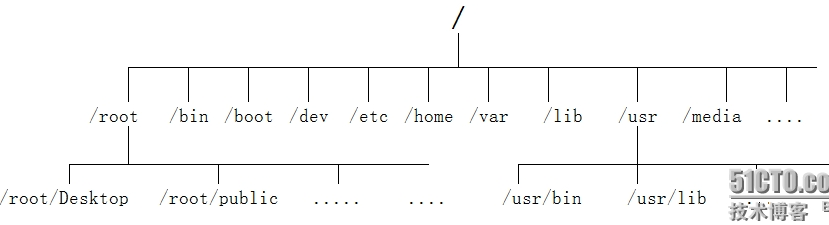 /
/root /bin /boot /dev /etc /home /var /lib /usr /media ....
/root/Desktop /root/public ..... .... /usr/bin /usr/lib
51CTO.co
技术博客